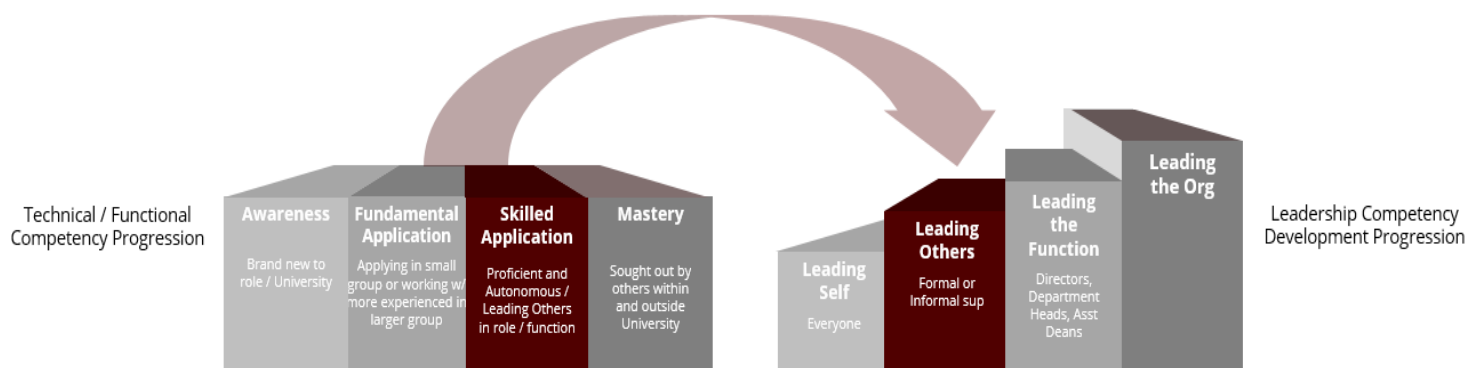 Technical / Functional
Competency Progression
Awareness
Brand new to
role / University
Fundamental
Application
Applying in small
group or working w/
more experienced in
larger group
Skilled
Application
Proficient and
Autonomous /
Leading Others
in role / function
Mastery
Sought out by
others within
and outside
University
Leading
Self
Everyone
Leading
Others
Formal or
Informal sup
Leading
the
Function
Directors,
Department
Heads, Asst
Deans
Leading
the Org
Leadership Competency
Development Progression